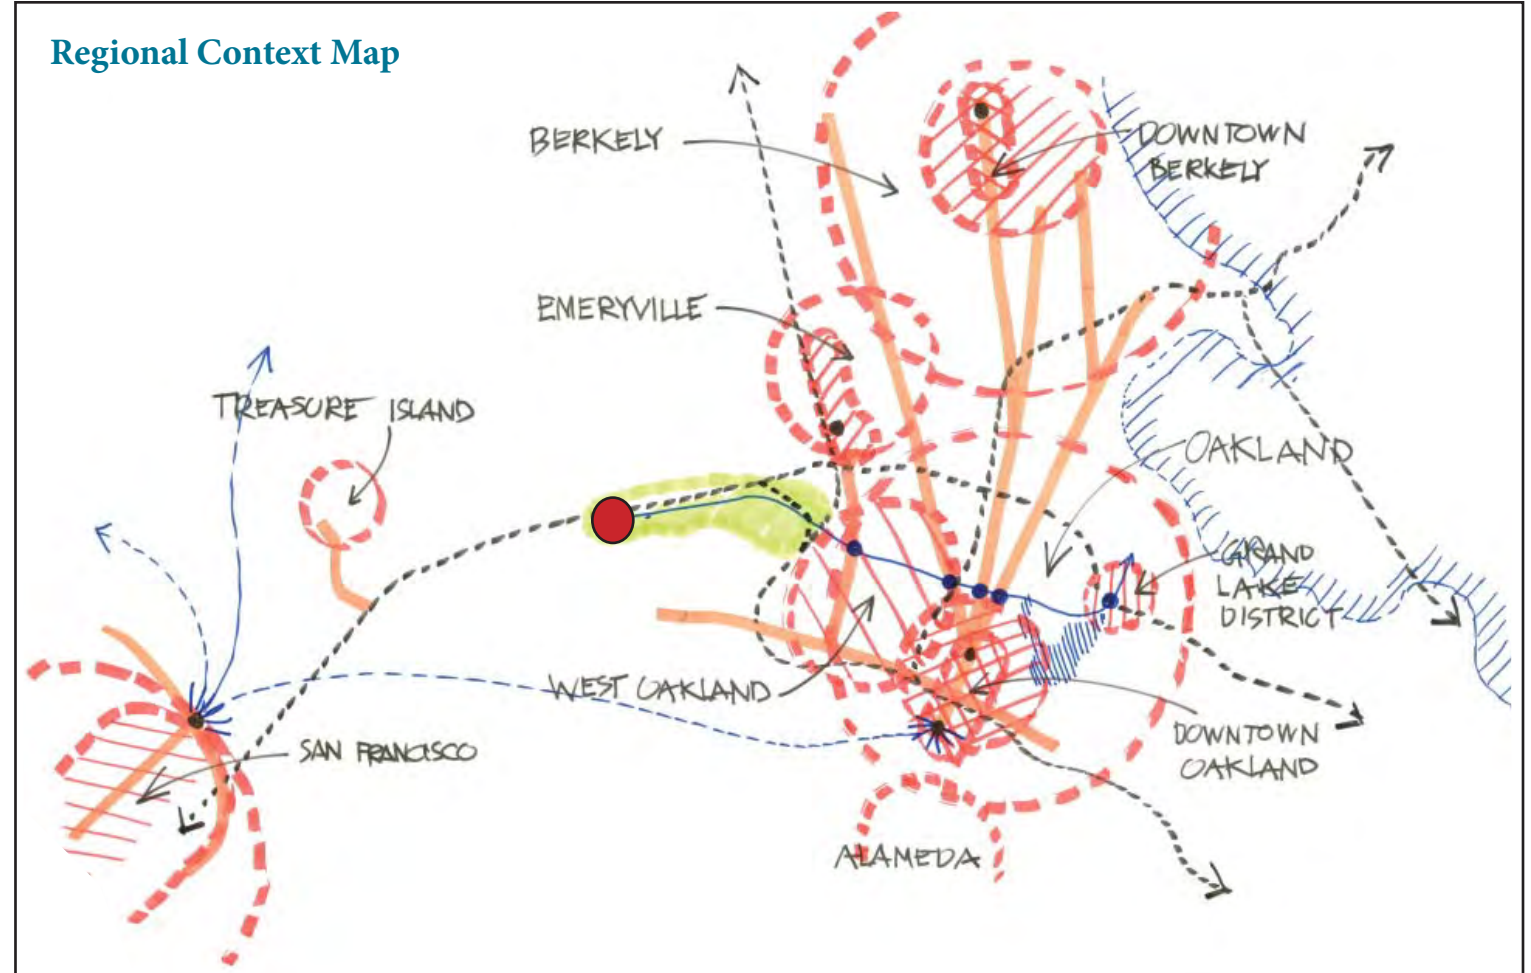 Regional Context Map
BERKELY
DOWNTOWN
BERKELY
EMERYVILLE
TREASURE ISLAND
OAKLAND
GRAND
LAKE
DISTRICT
WEST OAKLAND
SAN FRANCISCO
DOWNTOWN
OAKLAND
ALAMEDA